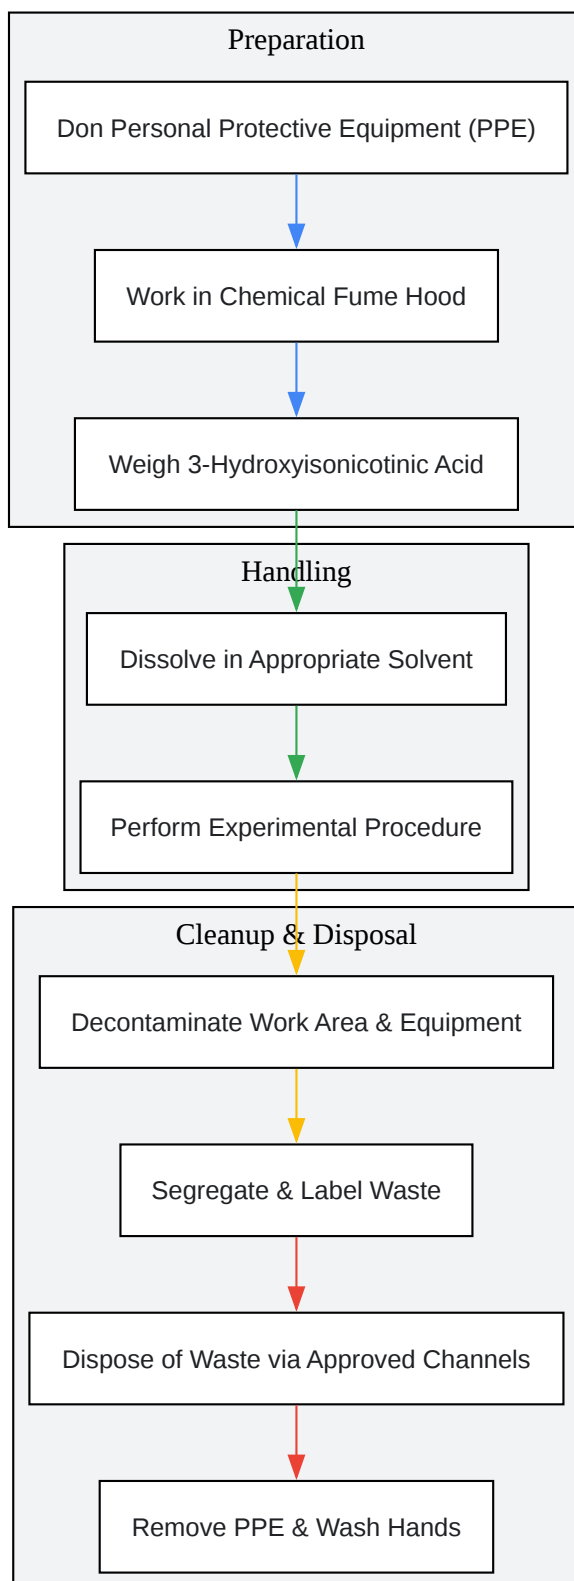 Preparation
Don Personal Protective Equipment (PPE)
Work in Chemical Fume Hood
Weigh 3-Hydroxyisonicotinic Acid
Handling
Dissolve in Appropriate Solvent
Perform Experimental Procedure
Cleanup & Disposal
Decontaminate Work Area & Equipment
Segregate & Label Waste
Dispose of Waste via Approved Channels
Remove PPE & Wash Hands